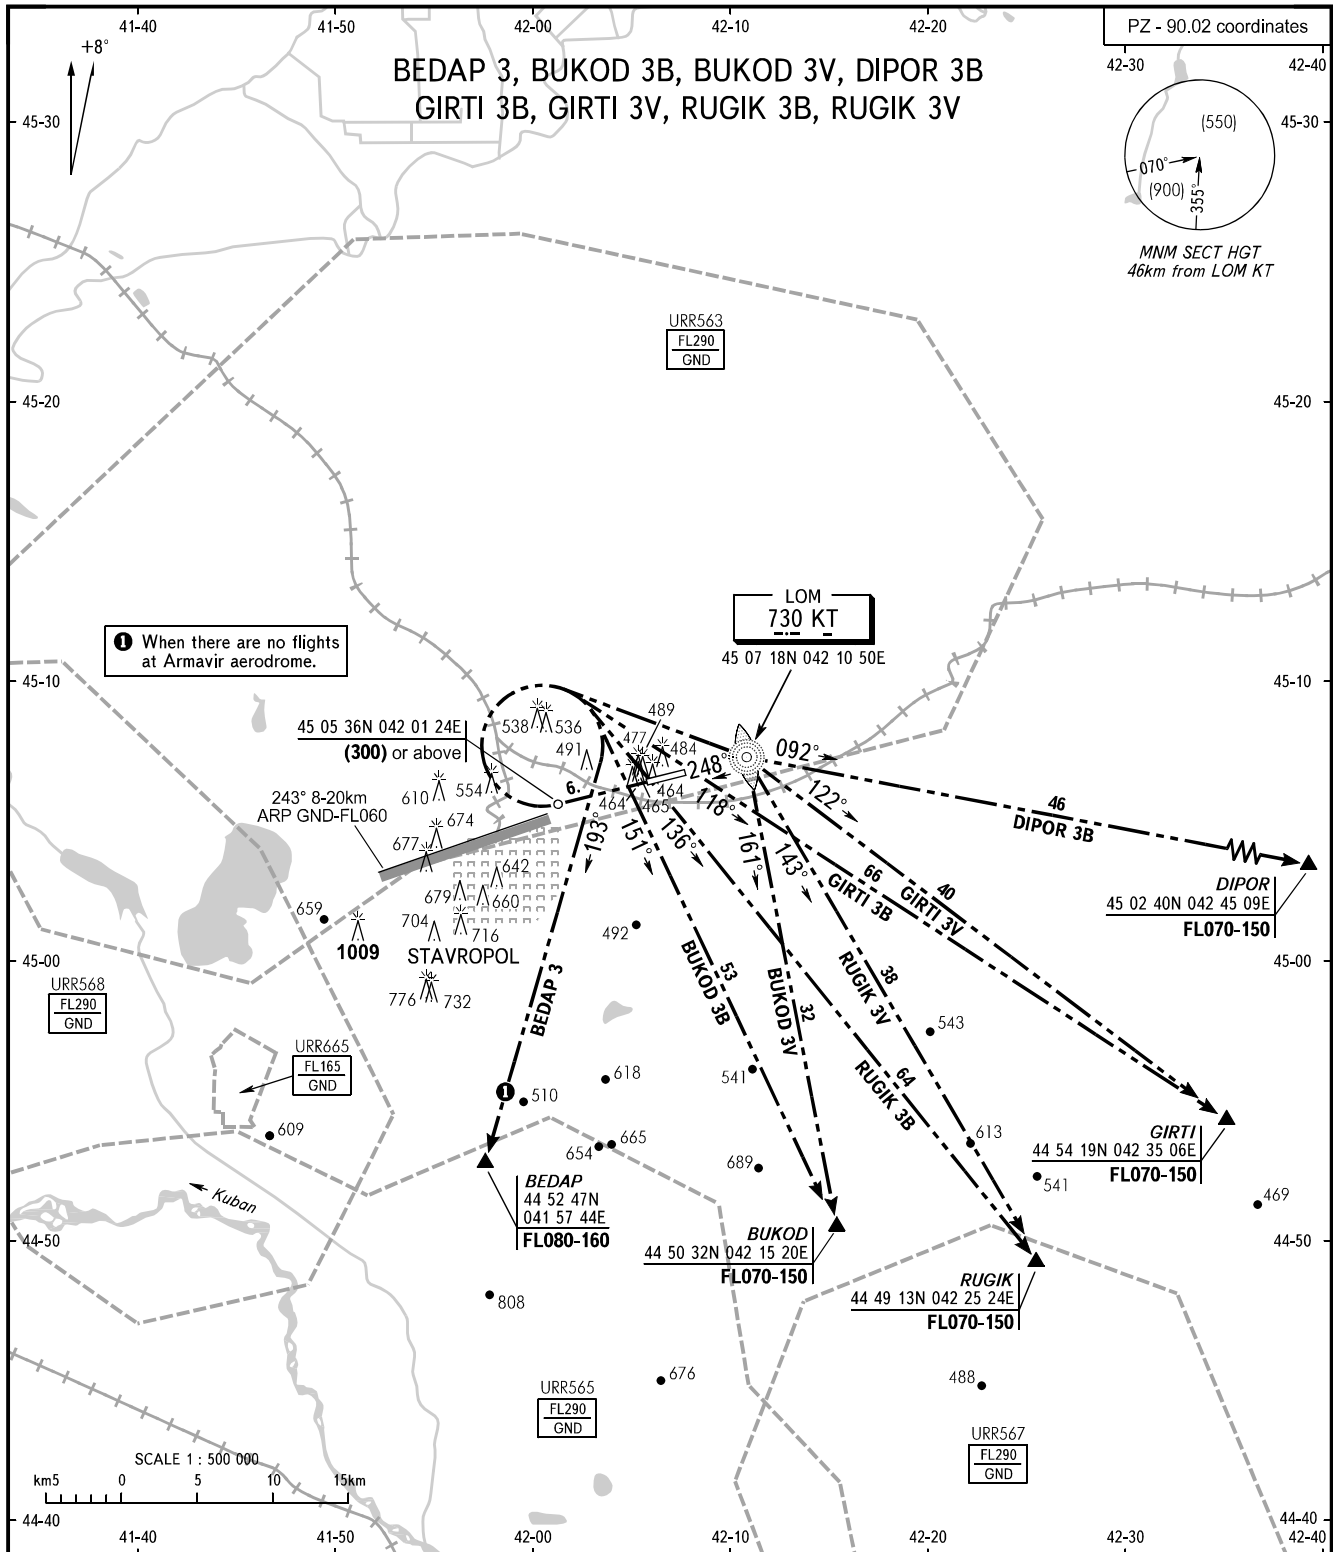 41-40
41-50
42-00
42-10
42-20
PZ - 90.02 coordinates
42-30
42-40
+8°
BEDAP 3, BUKOD 3B, BUKOD 3V, DIPOR 3B
GIRTI 3B, GIRTI 3V, RUGIK 3B, RUGIK 3V
45-30
45-30
(550)
070°
(900)
355°
MNM SECT HGT
46km from LOM KT
URR563
FL290
GND
45-20
45-20
LOM
730 KT
45 07 18N 042 10 50E
1 When there are no flights
at Armavir aerodrome.
45-10
45-10
45 05 36N 042 01 24E
(300) or above
538
536
491
489
477
484
464
465
464
554
610
6.
248°
092°
243° 8-20km
ARP GND-FL060
674
677
118°
122°
193°
151°
136°
161°
143°
46
DIPOR 3B
642
679
660
66
GIRTI 3B
40
GIRTI 3V
DIPOR
45 02 40N 042 45 09E
FL070-150
659
1009
704
716
STAVROPOL
492
776
732
45-00
45-00
BEDAP 3
53
BUKOD 3B
32
BUKOD 3V
38
RUGIK 3V
URR568
FL290
GND
543
URR665
FL165
GND
618
541
64
RUGIK 3B
1
510
609
665
654
613
689
541
GIRTI
44 54 19N 042 35 06E
FL070-150
469
Kuban
BEDAP
44 52 47N
041 57 44E
FL080-160
44-50
44-50
BUKOD
44 50 32N 042 15 20E
FL070-150
RUGIK
44 49 13N 042 25 24E
FL070-150
808
676
488
URR565
FL290
GND
URR567
FL290
GND
SCALE 1 : 500 000
km5
0
5
10
15km
44-40
44-40
41-40
41-50
42-00
42-10
42-20
42-30
42-40